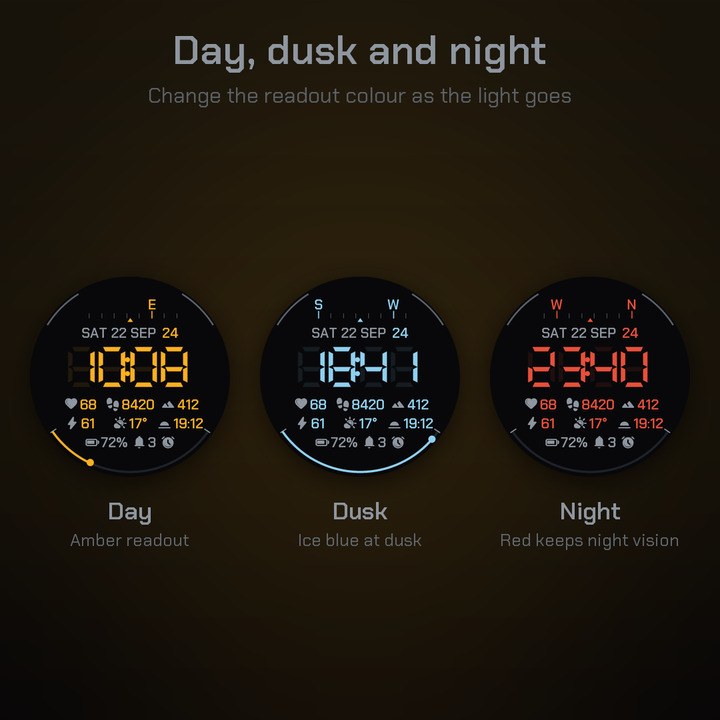 Day, dusk and night
Change the readout colour as the light goes
E
SAT 22 SEP 24
10:08
68 8420 412
61 17° 19:12
72% 3
Day
Amber readout
S W
SAT 22 SEP 24
18:41
68 8420 412
61 17° 19:12
72% 3
Dusk
Ice blue at dusk
W N
SAT 22 SEP 24
23:40
68 8420 412
61 17° 19:12
72% 3
Night
Red keeps night vision